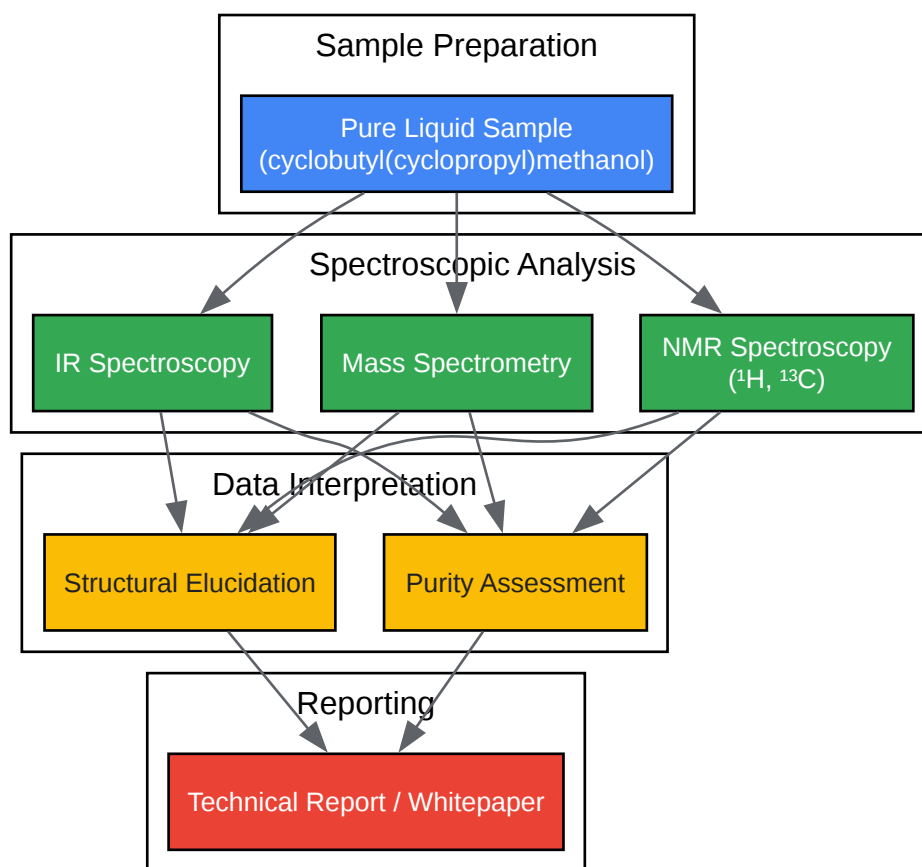 Sample Preparation
Pure Liquid Sample
(cyclobutyl(cyclopropyl)methanol)
Spectroscopic Analysis
IR Spectroscopy
Mass Spectrometry
NMR Spectroscopy
(¹H, ¹³C)
Data Interpretation
Structural Elucidation
Purity Assessment
Reporting
Technical Report / Whitepaper